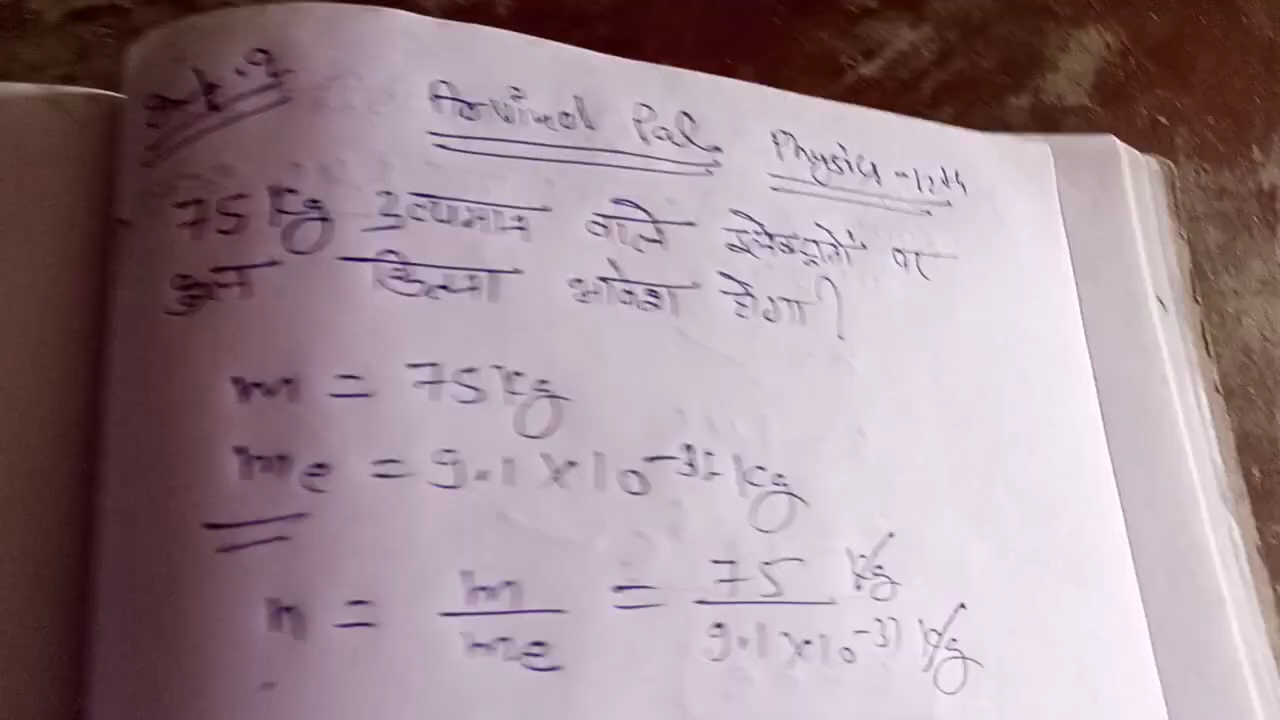 Arvind Pal Physics - 12th
75 Kg द्रव्यमान वाले इलेक्ट्रॉनों पर
कुल कितना आवेश होगा?
m = 75 Kg
me = 9.1 × 10⁻³¹ Kg
n = m/me = 75 Kg / 9.1 × 10⁻³¹ Kg